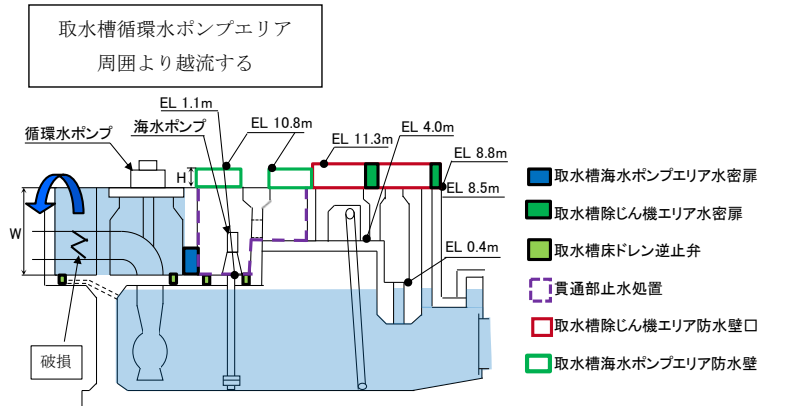 取水槽循環水ポンプエリア
周囲より越流する
EL 1.1m
海水ポンプ
EL 10.8m
EL 11.3m
EL 4.0m
循環水ポンプ
EL 8.8m
H
EL 8.5m
W
EL 0.4m
破損
取水槽海水ポンプエリア水密扉
取水槽除じん機エリア水密扉
取水槽床ドレン逆止弁
貫通部止水処置
取水槽除じん機エリア防水壁口
取水槽海水ポンプエリア防水壁